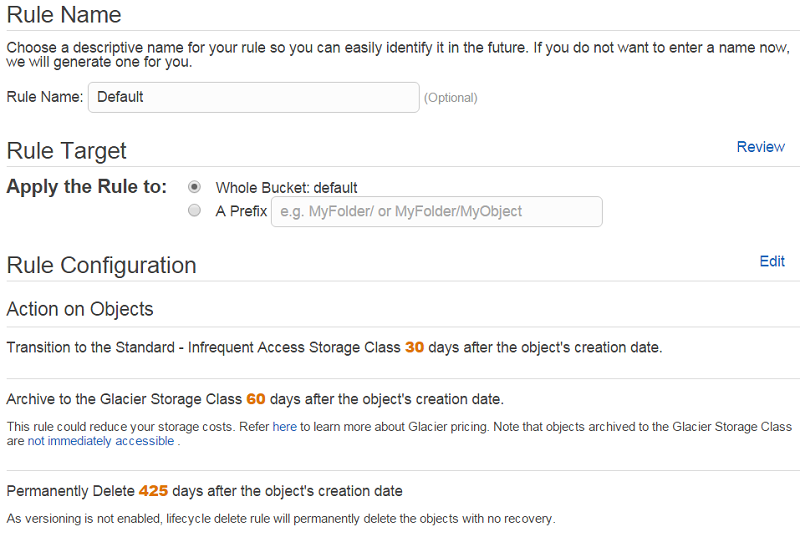 Rule Name
Choose a descriptive name for your rule so you can easily identify it in the future. If you do not want to enter a name now,
we will generate one for you.
Rule Name: Default (Optional)
Rule Target Review
Apply the Rule to: Whole Bucket: default
A Prefix e.g. MyFolder/ or MyFolder/MyObject
Rule Configuration Edit
Action on Objects
Transition to the Standard - Infrequent Access Storage Class 30 days after the object's creation date.
Archive to the Glacier Storage Class 60 days after the object's creation date.
This rule could reduce your storage costs. Refer here to learn more about Glacier pricing. Note that objects archived to the Glacier Storage Class
are not immediately accessible .
Permanently Delete 425 days after the object's creation date
As versioning is not enabled, lifecycle delete rule will permanently delete the objects with no recovery.